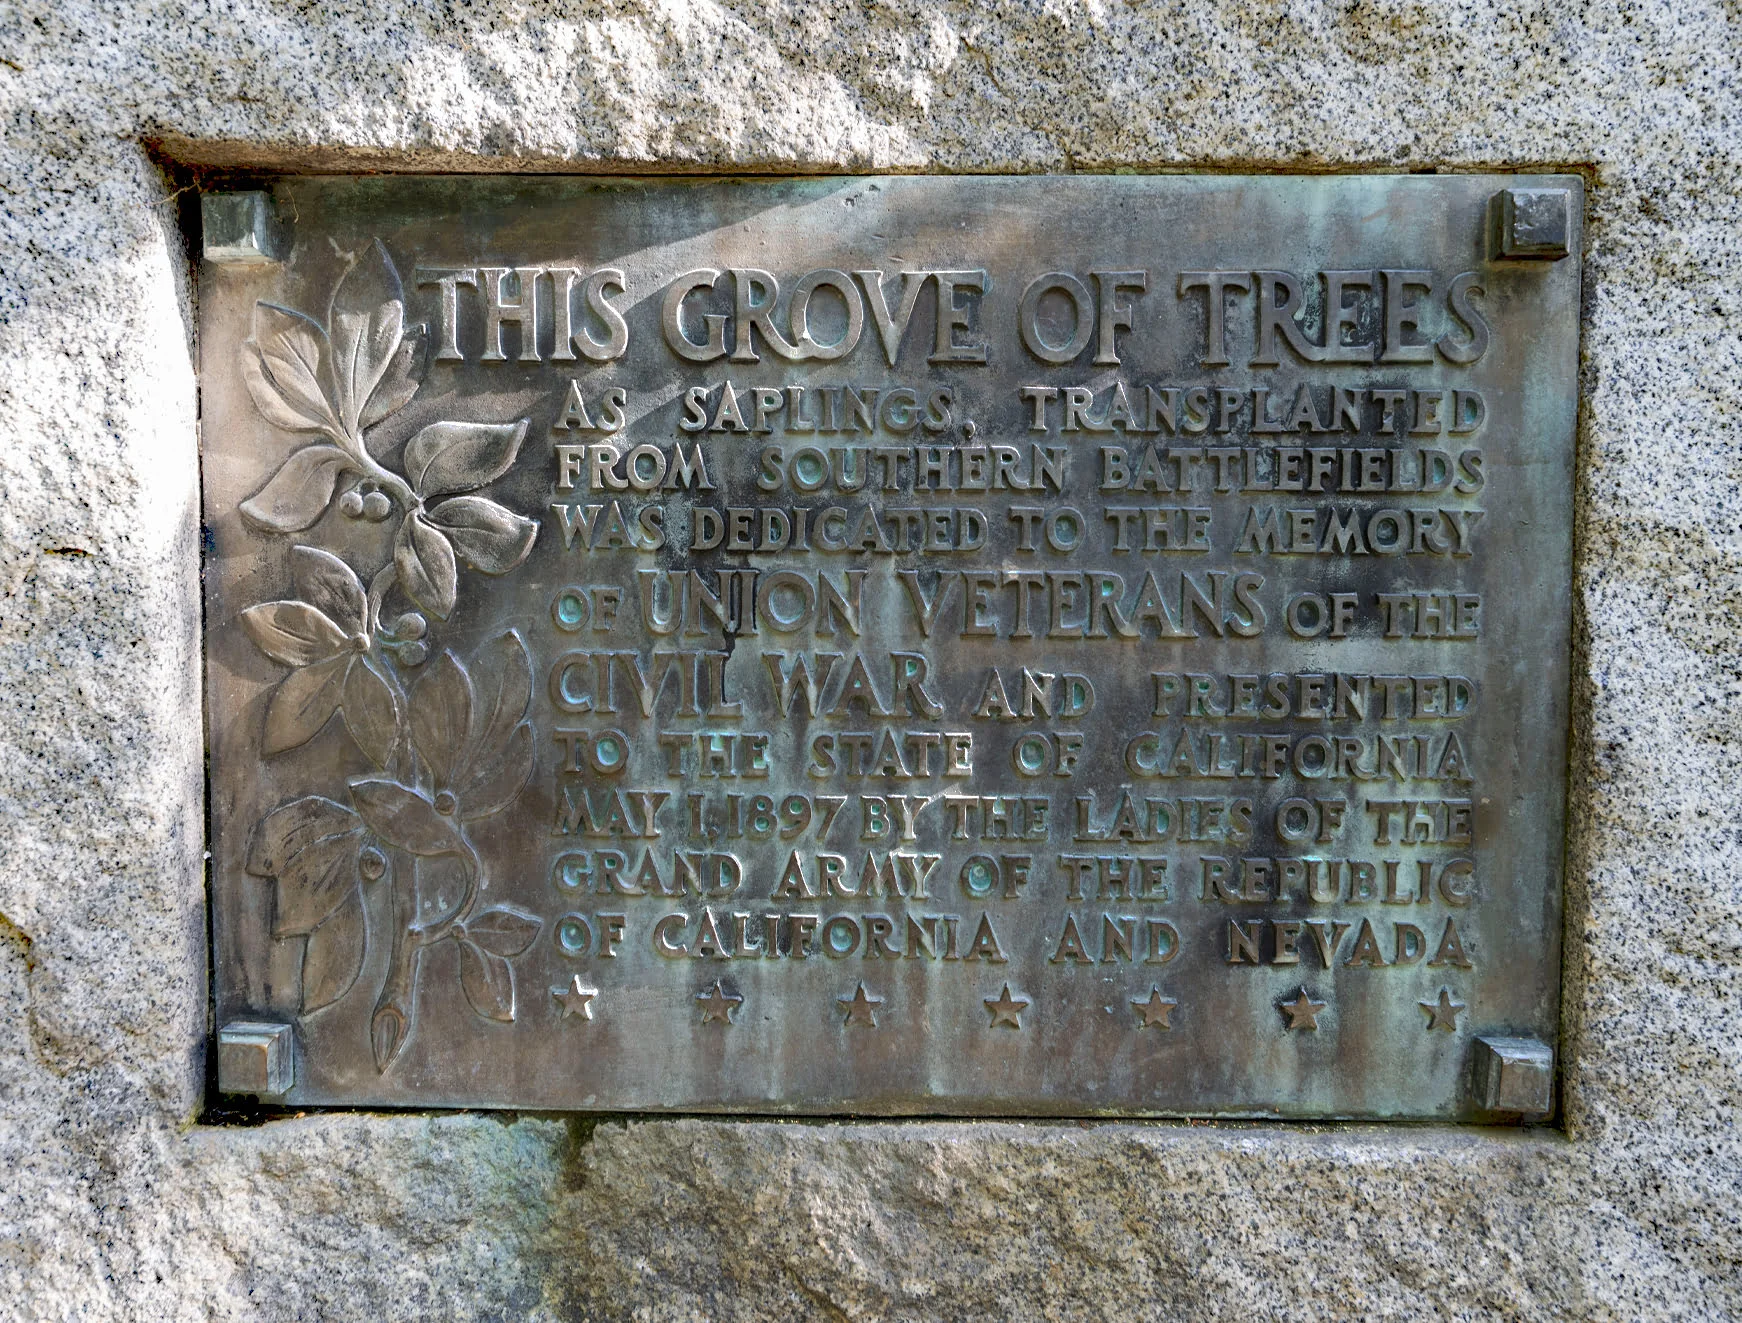 THIS GROVE OF TREES
AS SAPLINGS, TRANSPLANTED
FROM SOUTHERN BATTLEFIELDS
WAS DEDICATED TO THE MEMORY
OF UNION VETERANS OF THE
CIVIL WAR AND PRESENTED
TO THE STATE OF CALIFORNIA
MAY 1, 1897 BY THE LADIES OF THE
GRAND ARMY OF THE REPUBLIC
OF CALIFORNIA AND NEVADA